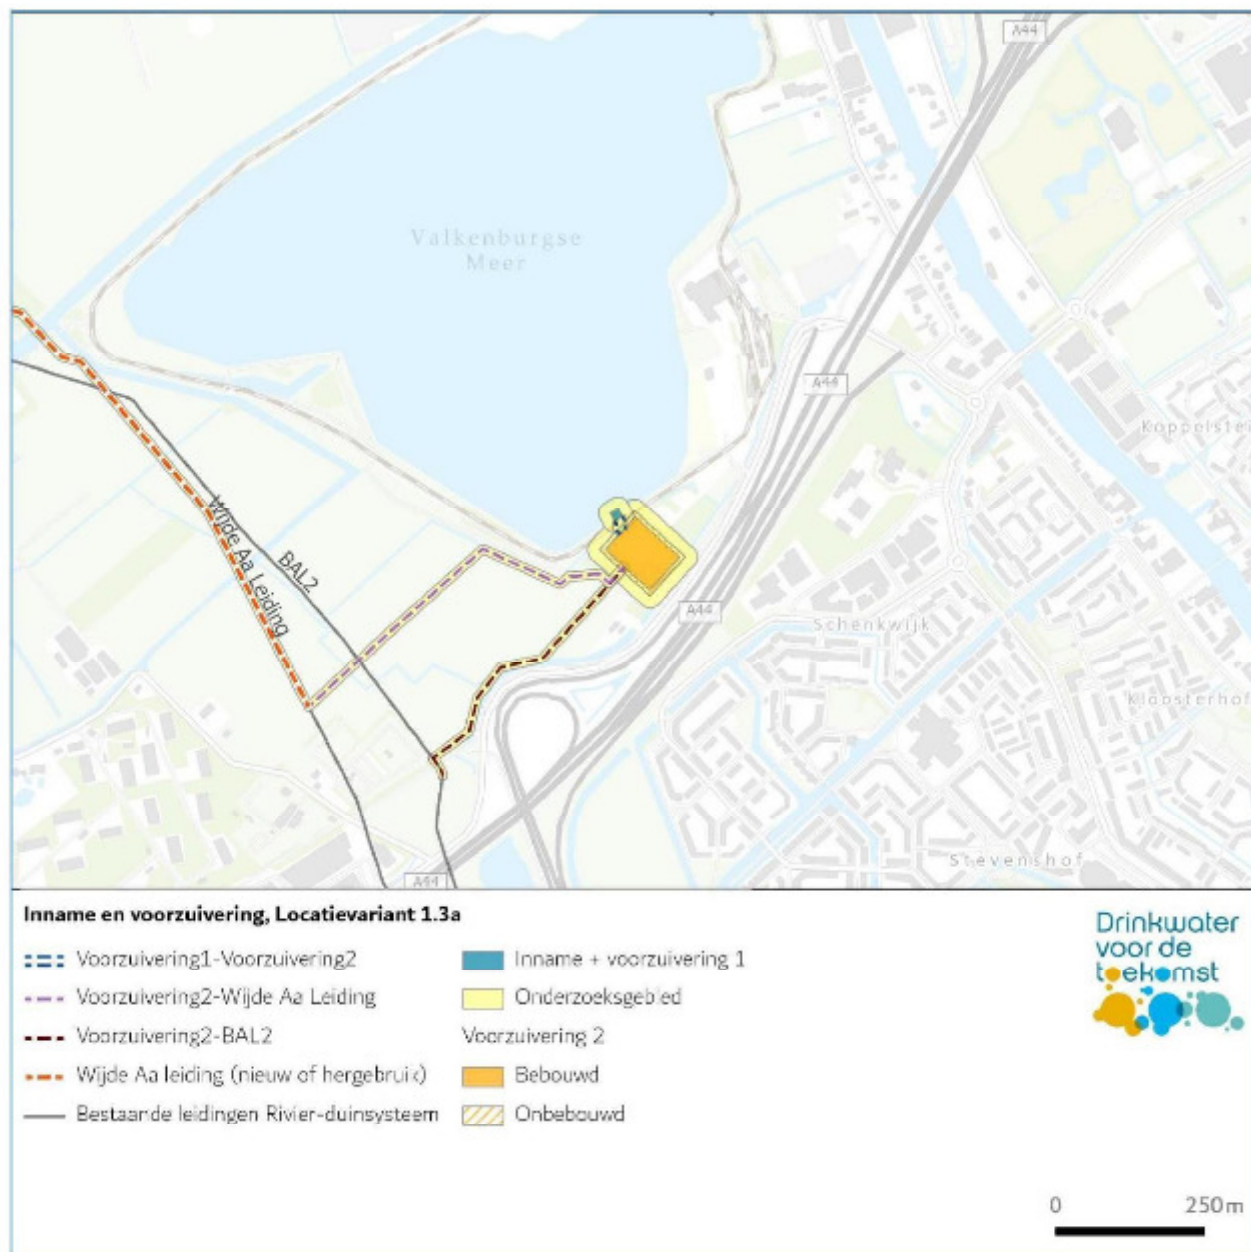 A44
Valkenburgse
Meer
A44
Koppelstei
Wijde Aa Leiding
BAL2
A44
Schenkwijk
Kloosterhof
Stevenshof
A44
Inname en voorzuivering, Locatievariant 1.3a
Voorzuivering1-Voorzuivering2
Voorzuivering2-Wijde Aa Leiding
Voorzuivering2-BAL2
Wijde Aa leiding (nieuw of hergebruik)
Bestaande leidingen Rivier-duinsysteem
Inname + voorzuivering 1
Onderzoeksgebied
Voorzuivering 2
Bebouwd
Onbebouwd
Drinkwater
voor de
toekomst
0 250 m